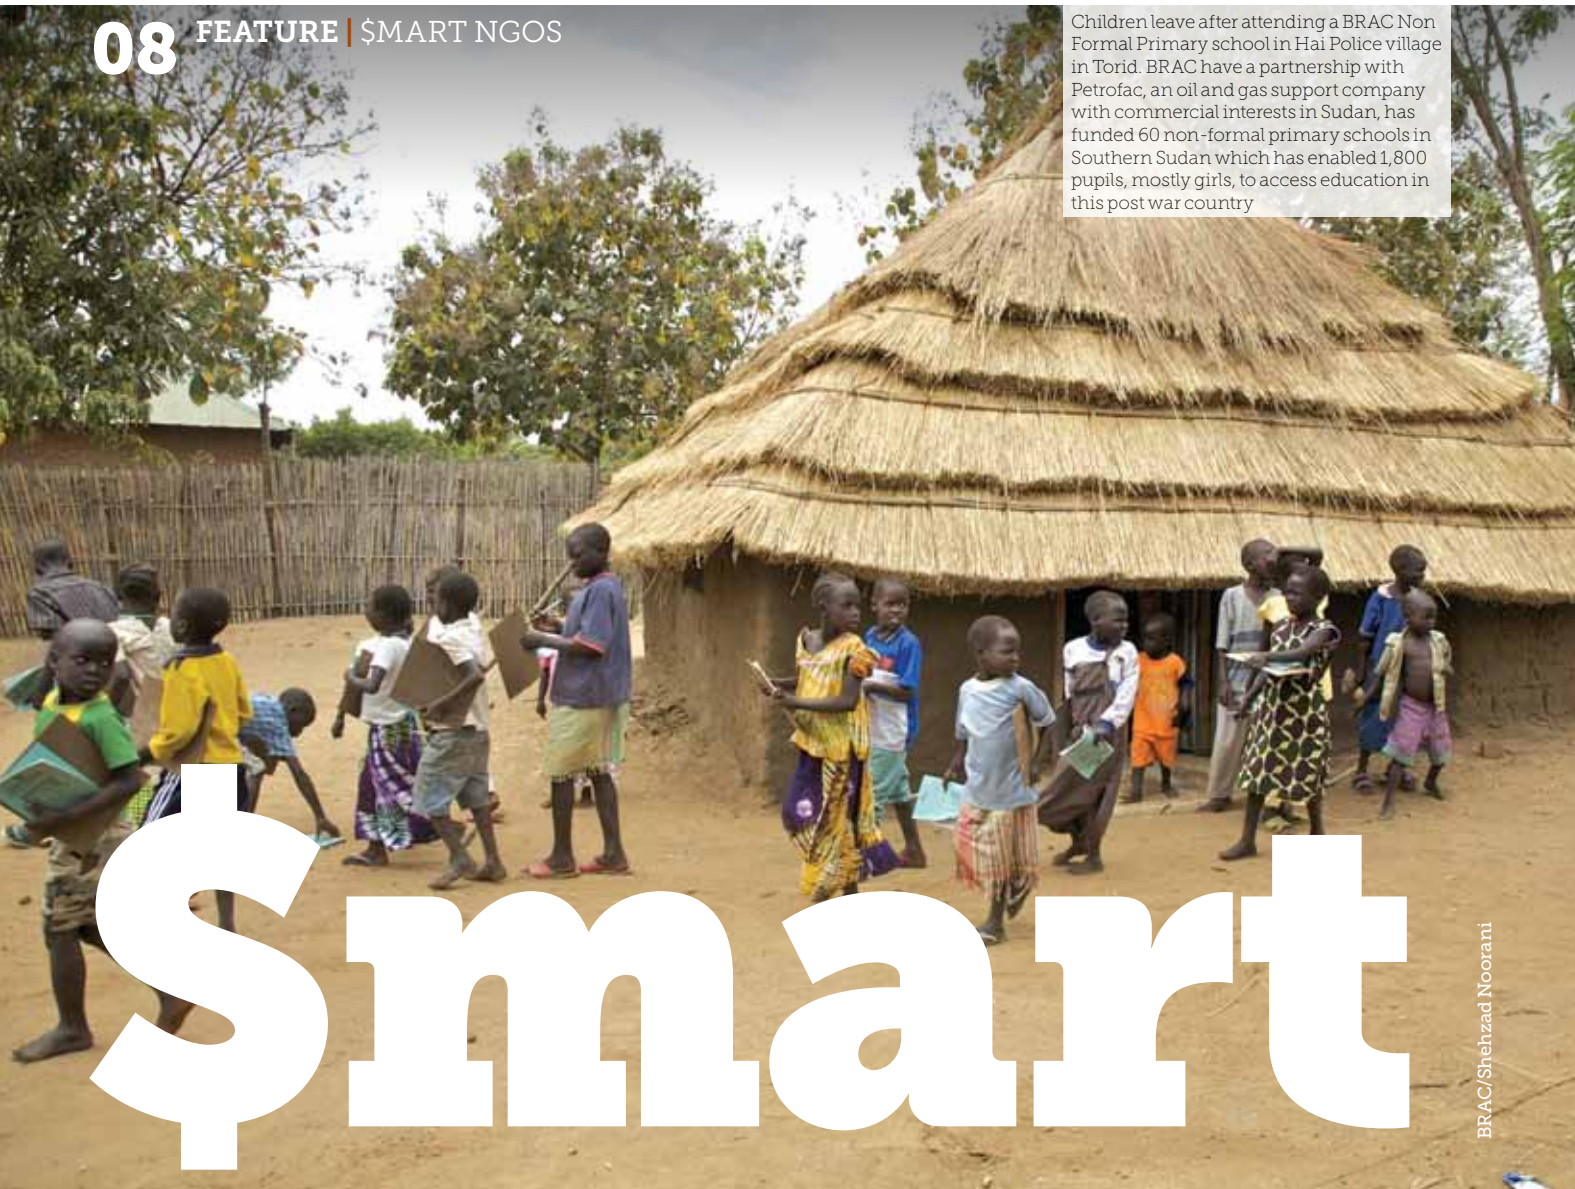 08 FEATURE | $MART NGOS
Children leave after attending a BRAC Non
Formal Primary school in Hai Police village
in Torid. BRAC have a partnership with
Petrofac, an oil and gas support company
with commercial interests in Sudan, has
funded 60 non-formal primary schools in
Southern Sudan which has enabled 1,800
pupils, mostly girls, to access education in
this post war country
$mart
BRAC/Shehzad Noorani